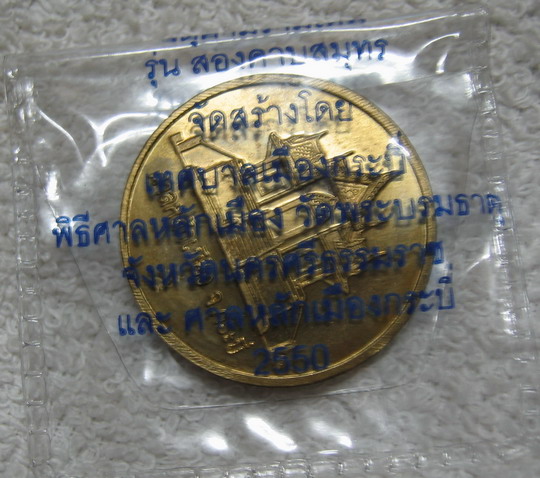 รุ่น สองคาบสมุทร
จัดสร้างโดย
เทศบาลเมืองกระบี่
พิธีศาลหลักเมือง วัดพระบรมธาตุ
จังหวัดนครศรีธรรมราช
และ ศาลหลักเมืองกระบี่
2550